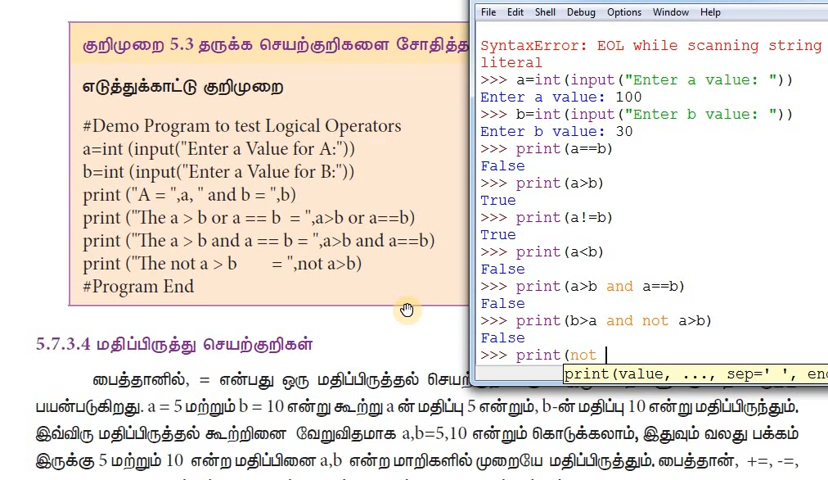 குறிமுறை 5.3 தருக்க செயற்குறிகளை சோதித்த
எடுத்துக்காட்டு குறிமுறை
#Demo Program to test Logical Operators
a=int (input("Enter a Value for A:"))
b=int (input("Enter a Value for B:"))
print ("A = ",a, " and b = ",b)
print ("The a > b or a == b = ",a>b or a==b)
print ("The a > b and a == b = ",a>b and a==b)
print ("The not a > b = ",not a>b)
#Program End
5.7.3.4 மதிப்பிருத்து செயற்குறிகள்
பைத்தானில், = என்பது ஒரு மதிப்பிருத்தல்
பயன்படுகிறது. a = 5 மற்றும் b = 10 என்று கூற்று a ன் மதிப்பு 5 என்றும், b-ன் மதிப்பு 10 என்று மதிப்பிருந்தும்.
இவ்விரு மதிப்பிருத்தல் கூற்றினை வேறுவிதமாக a,b=5,10 என்றும் கொடுக்கலாம், இதுவும் வலது பக்கம்
இருக்கு 5 மற்றும் 10 என்ற மதிப்பினை a,b என்ற மாறிகளில் முறையே மதிப்பிருத்தும். பைத்தான், +=, -=,
File Edit Shell Debug Options Window Help
SyntaxError: EOL while scanning string
literal
>>> a=int(input("Enter a value: "))
Enter a value: 100
>>> b=int(input("Enter b value: "))
Enter b value: 30
>>> print(a==b)
False
>>> print(a>b)
True
>>> print(a!=b)
True
>>> print(a<b)
False
>>> print(a>b and a==b)
False
>>> print(b>a and not a>b)
False
>>> print(not
print(value, ..., sep=' ', end